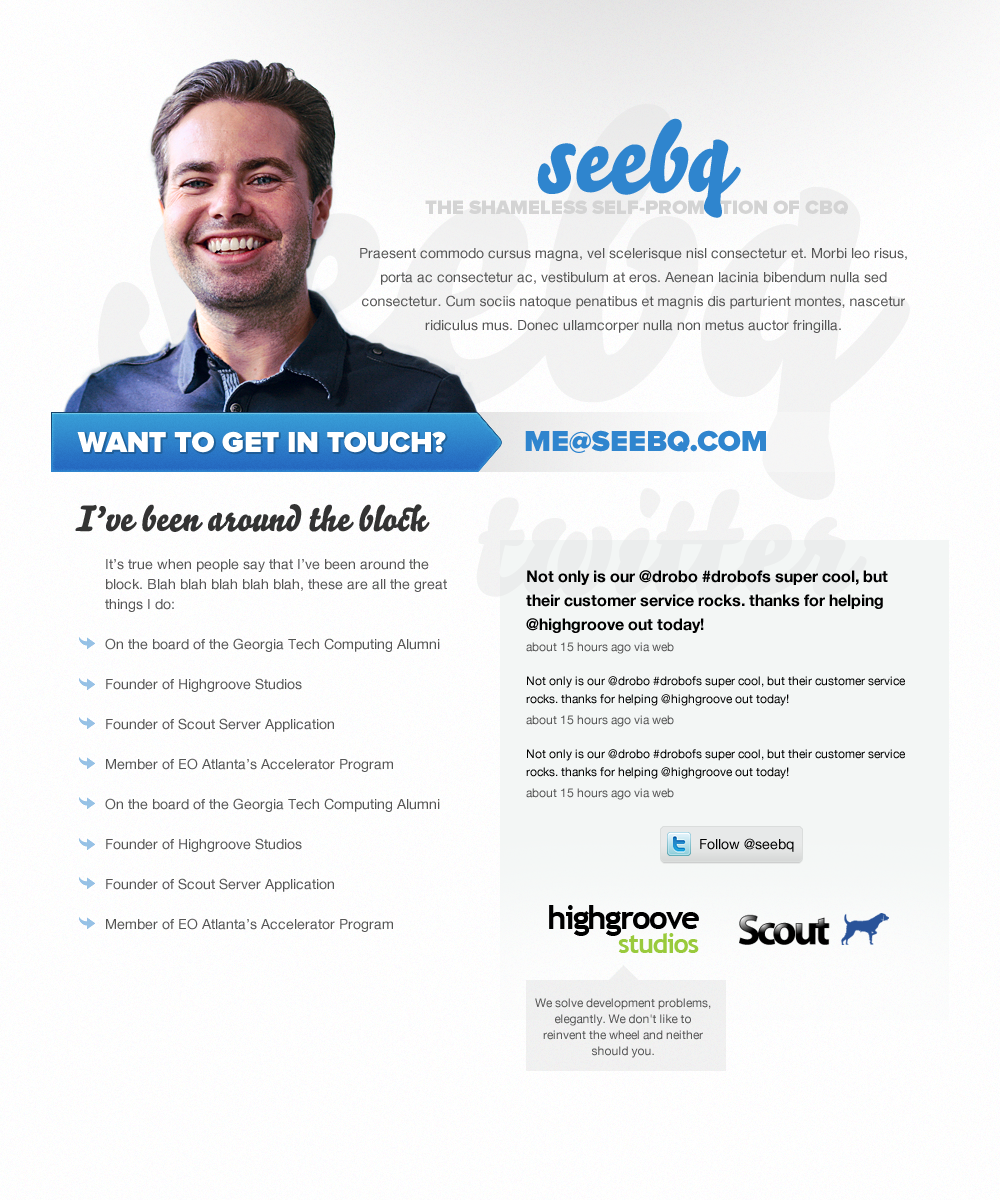 seebq
seebq
THE SHAMELESS SELF-PROMOTION OF CBQ
Praesent commodo cursus magna, vel scelerisque nisl consectetur et. Morbi leo risus,
porta ac consectetur ac, vestibulum at eros. Aenean lacinia bibendum nulla sed
consectetur. Cum sociis natoque penatibus et magnis dis parturient montes, nascetur
ridiculus mus. Donec ullamcorper nulla non metus auctor fringilla.
WANT TO GET IN TOUCH?
ME@SEEBQ.COM
I've been around the block
It's true when people say that I've been around the
block. Blah blah blah blah blah, these are all the great
things I do:
On the board of the Georgia Tech Computing Alumni
Founder of Highgroove Studios
Founder of Scout Server Application
Member of EO Atlanta's Accelerator Program
On the board of the Georgia Tech Computing Alumni
Founder of Highgroove Studios
Founder of Scout Server Application
Member of EO Atlanta's Accelerator Program
twitter
Not only is our @drobo #drobofs super cool, but
their customer service rocks. thanks for helping
@highgroove out today!
about 15 hours ago via web
Not only is our @drobo #drobofs super cool, but their customer service
rocks. thanks for helping @highgroove out today!
about 15 hours ago via web
Not only is our @drobo #drobofs super cool, but their customer service
rocks. thanks for helping @highgroove out today!
about 15 hours ago via web
t Follow @seebq
highgroove
studios
Scout
We solve development problems,
elegantly. We don't like to
reinvent the wheel and neither
should you.